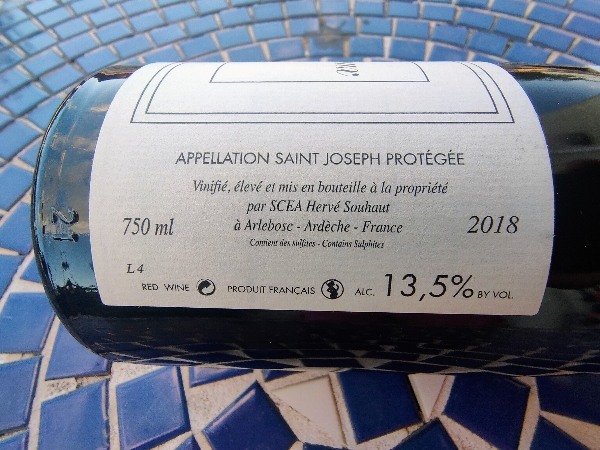 APPELLATION SAINT JOSEPH PROTÉGÉE
Vinifié, élevé et mis en bouteille à la propriété
par SCEA Hervé Souhaut
750 ml
à Arlebosc - Ardèche - France
2018
Contient des sulfites - Contains Sulphites
L4
RED WINE
PRODUIT FRANÇAIS
ALC. 13,5% BY VOL.